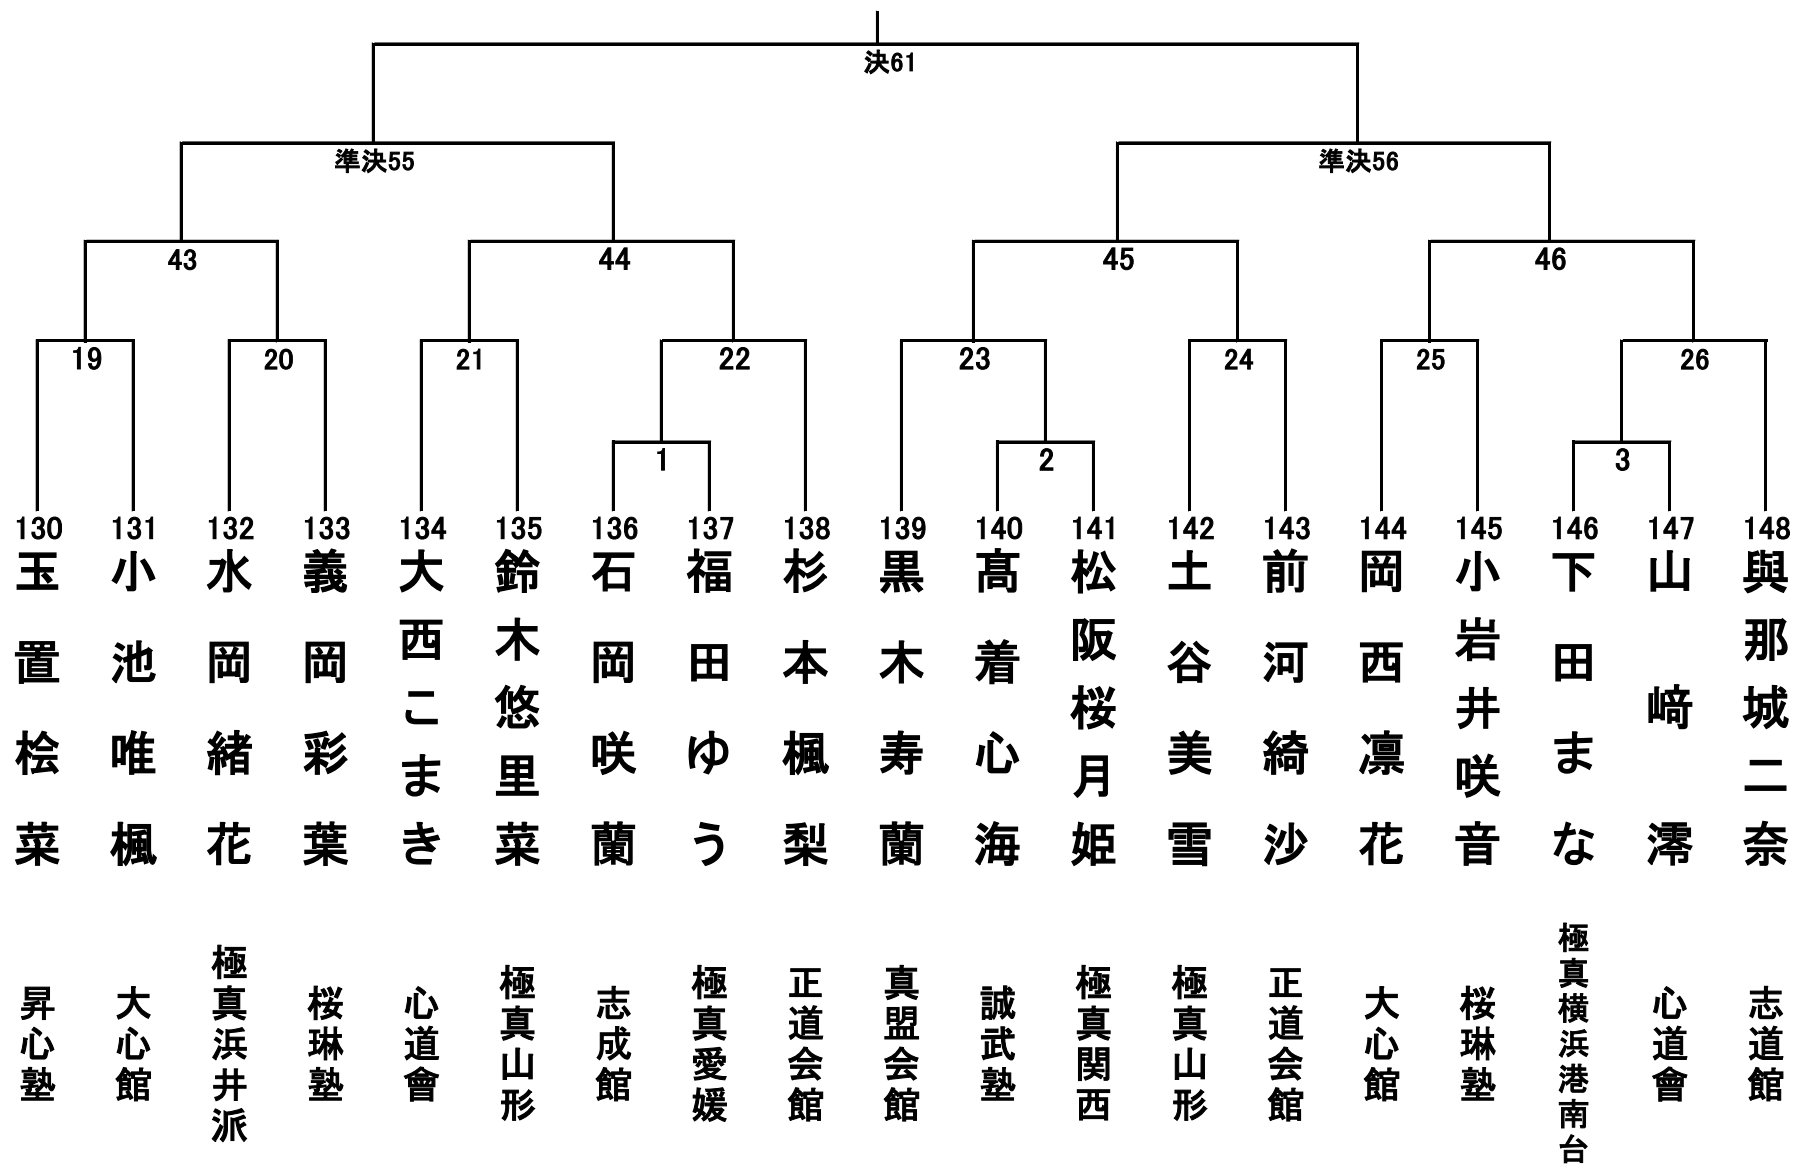 決61
準決55
準決56
43
44
45
46
19
20
21
22
23
24
25
26
1
2
3
130
131
132
133
134
135
136
137
138
139
140
141
142
143
144
145
146
147
148
玉置桧菜
小池唯楓
水岡緒花
義岡彩葉
大西こまき
鈴木悠里菜
石岡咲蘭
福田ゆう
杉本楓梨
黒木寿蘭
髙着心海
松阪桜月姫
土谷美雪
前河綺沙
岡西凛花
小岩井咲音
下田まな
山﨑澪
與那城二奈
昇心塾
大心館
極真浜井派
桜琳塾
心道會
極真山形
志成館
極真愛媛
正道会館
真盟会館
誠武塾
極真関西
極真山形
正道会館
大心館
桜琳塾
極真横浜港南台
心道會
志道館